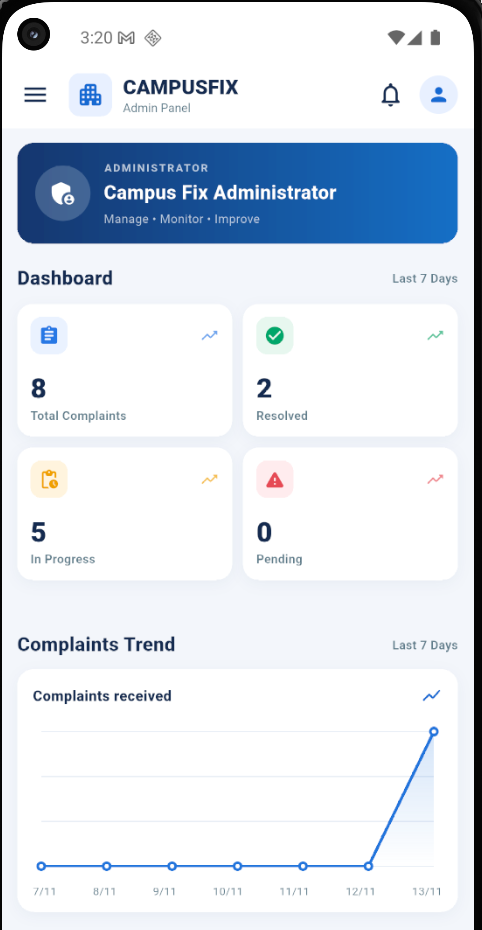 3:20
CAMPUSFIX
Admin Panel
ADMINISTRATOR
Campus Fix Administrator
Manage • Monitor • Improve
Dashboard
Last 7 Days
8
Total Complaints
2
Resolved
5
In Progress
0
Pending
Complaints Trend
Last 7 Days
Complaints received
7/11 8/11 9/11 10/11 11/11 12/11 13/11